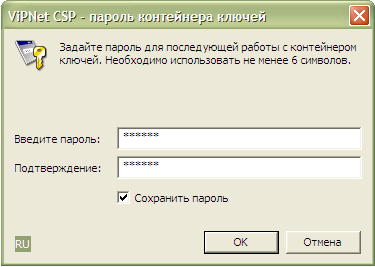 ViPNet CSP - пароль контейнера ключей
Задайте пароль для последующей работы с контейнером
ключей. Необходимо использовать не менее 6 символов.
Введите пароль: ******
Подтверждение: ******
Сохранить пароль
RU OK Отмена